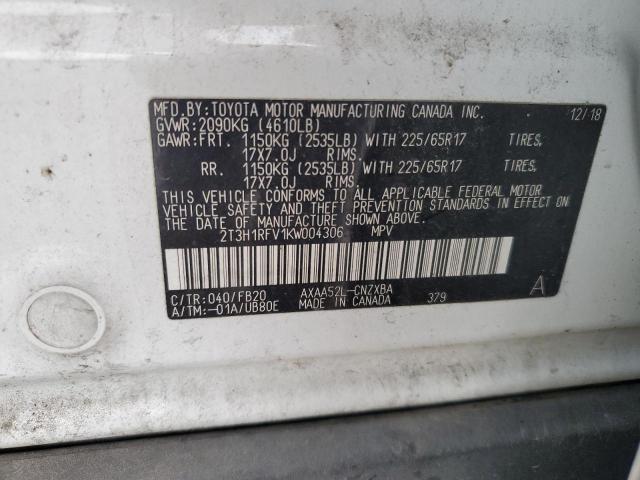 MFD.BY:TOYOTA MOTOR MANUFACTURING CANADA INC. 12/18
GVWR:2090KG (4610LB)
GAWR:FRT. 1150KG (2535LB) WITH 225/65R17 TIRES.
17X7.0J RIMS.
RR. 1150KG (2535LB) WITH 225/65R17 TIRES.
17X7.0J RIMS.
THIS VEHICLE CONFORMS TO ALL APPLICABLE FEDERAL MOTOR
VEHICLE SAFETY AND THEFT PREVENTION STANDARDS IN EFFECT ON
THE DATE OF MANUFACTURE SHOWN ABOVE.
2T3H1RFV1KW004306 MPV
C/TR:040/FB20 AXAA52L-CNZXBA A
A/TM:-01A/UB80E MADE IN CANADA 379